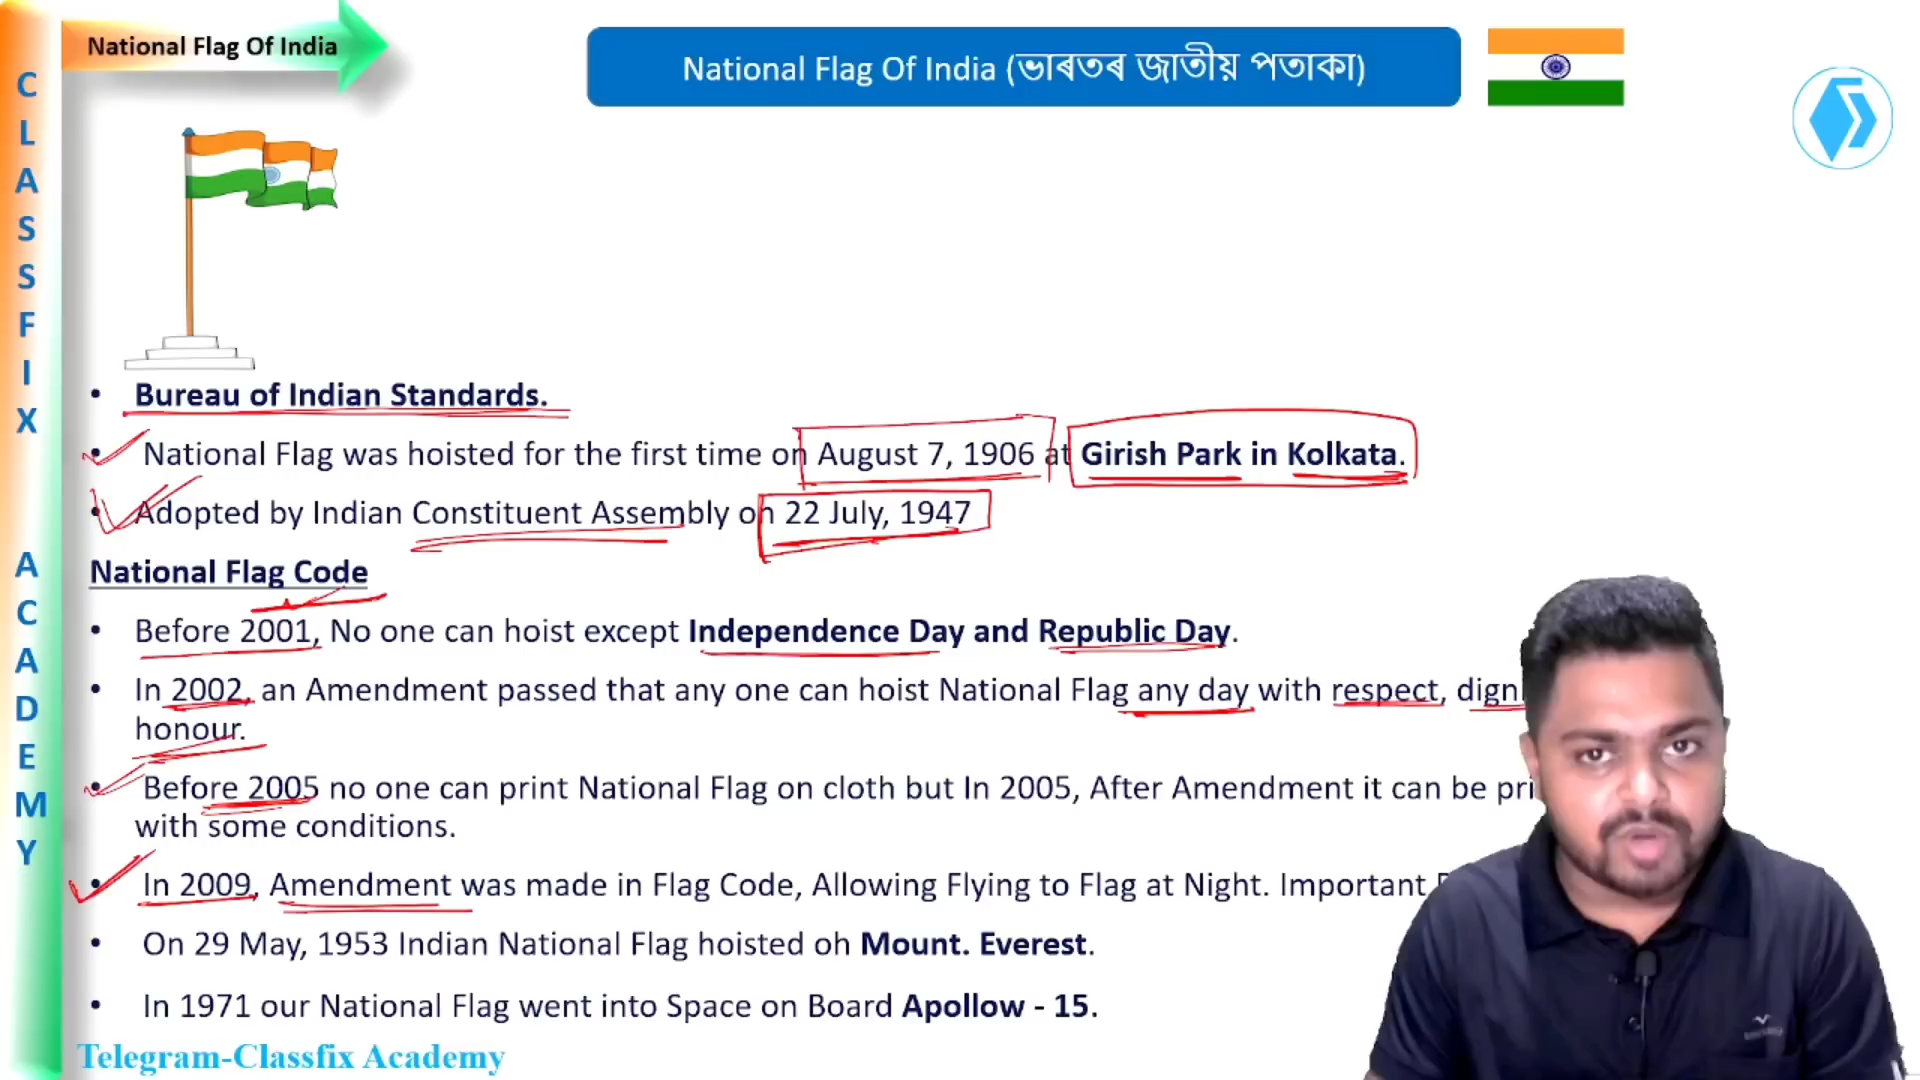 National Flag Of India
National Flag Of India (ভাৰতৰ জাতীয় পতাকা)
CLASSFIX ACADEMY
• Bureau of Indian Standards.
• National Flag was hoisted for the first time on August 7, 1906 at Girish Park in Kolkata.
• Adopted by Indian Constituent Assembly on 22 July, 1947
National Flag Code
• Before 2001, No one can hoist except Independence Day and Republic Day.
• In 2002, an Amendment passed that any one can hoist National Flag any day with respect,
honour.
• Before 2005 no one can print National Flag on cloth but In 2005, After Amendment it can be
with some conditions.
• In 2009, Amendment was made in Flag Code, Allowing Flying to Flag at Night. Important
• On 29 May, 1953 Indian National Flag hoisted oh Mount. Everest.
• In 1971 our National Flag went into Space on Board Apollow - 15.
Telegram-Classfix Academy